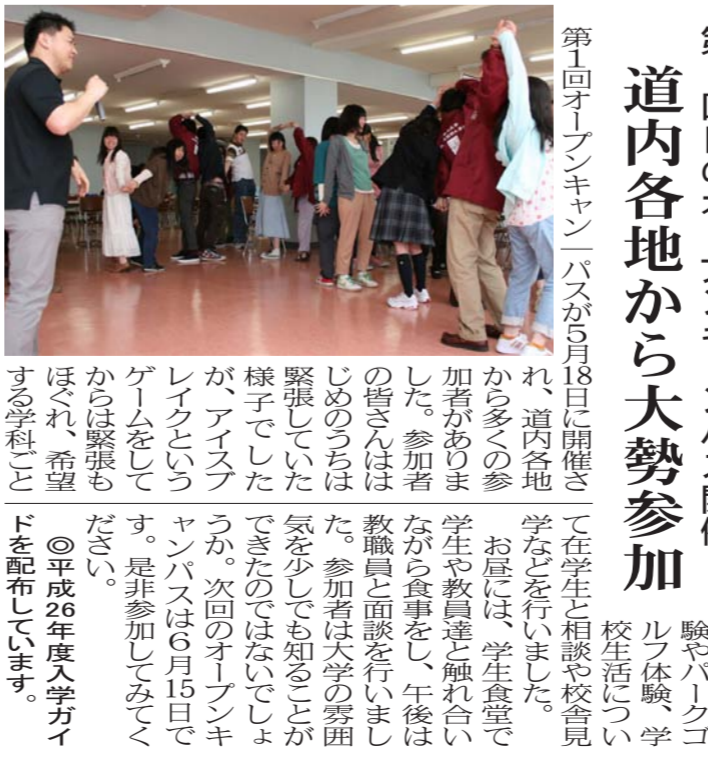 道内各地から大勢参加
第1回オープンキャン
パスが5月18日に開催さ
れ、道内各地
から多くの参
加者がありま
した。参加者
の皆さんはは
じめのうちは
緊張していた
様子でした
が、アイスブ
レイクという
ゲームをして
からは緊張も
ほぐれ、希望
する学科ごと
験やパークゴ
ルフ体験、学
校生活につい
て在学生と相談や校舎見
学などを行いました。
お昼には、学生食堂で
学生や教員達と触れ合い
ながら食事をし、午後は
教職員と面談を行いまし
た。参加者は大学の雰囲
気を少しでも知ることが
できたのではないでしょ
うか。次回のオープンキ
ャンパスは6月15日で
す。是非参加してみてく
ださい。
◎平成26年度入学ガイ
ドを配布しています。